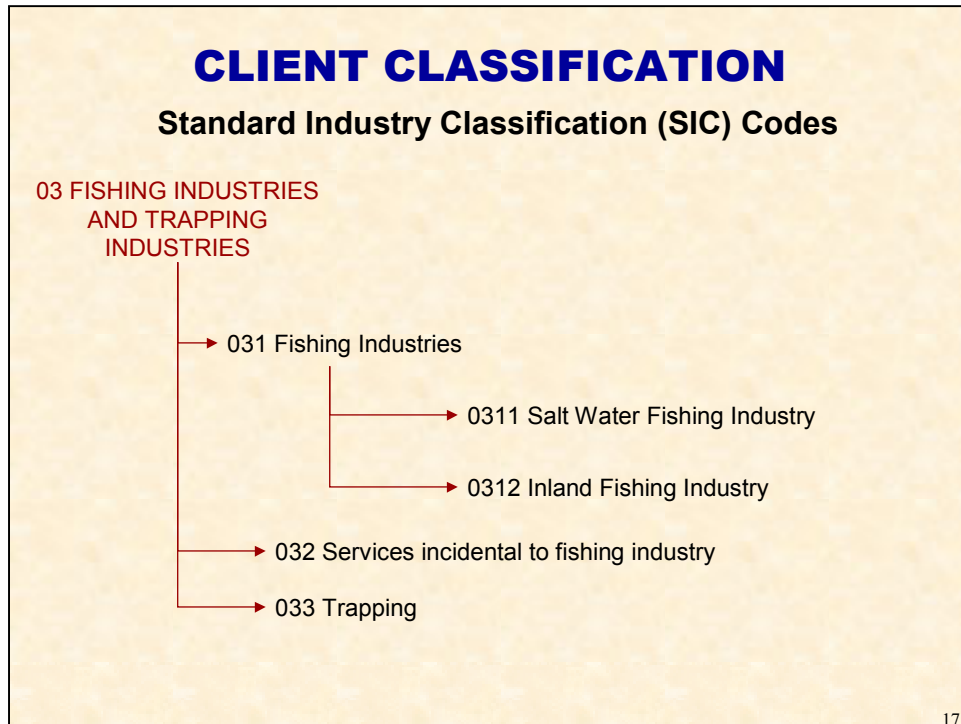 CLIENT CLASSIFICATION
Standard Industry Classification (SIC) Codes
03 FISHING INDUSTRIES
AND TRAPPING
INDUSTRIES
031 Fishing Industries
0311 Salt Water Fishing Industry
0312 Inland Fishing Industry
032 Services incidental to fishing industry
033 Trapping
17